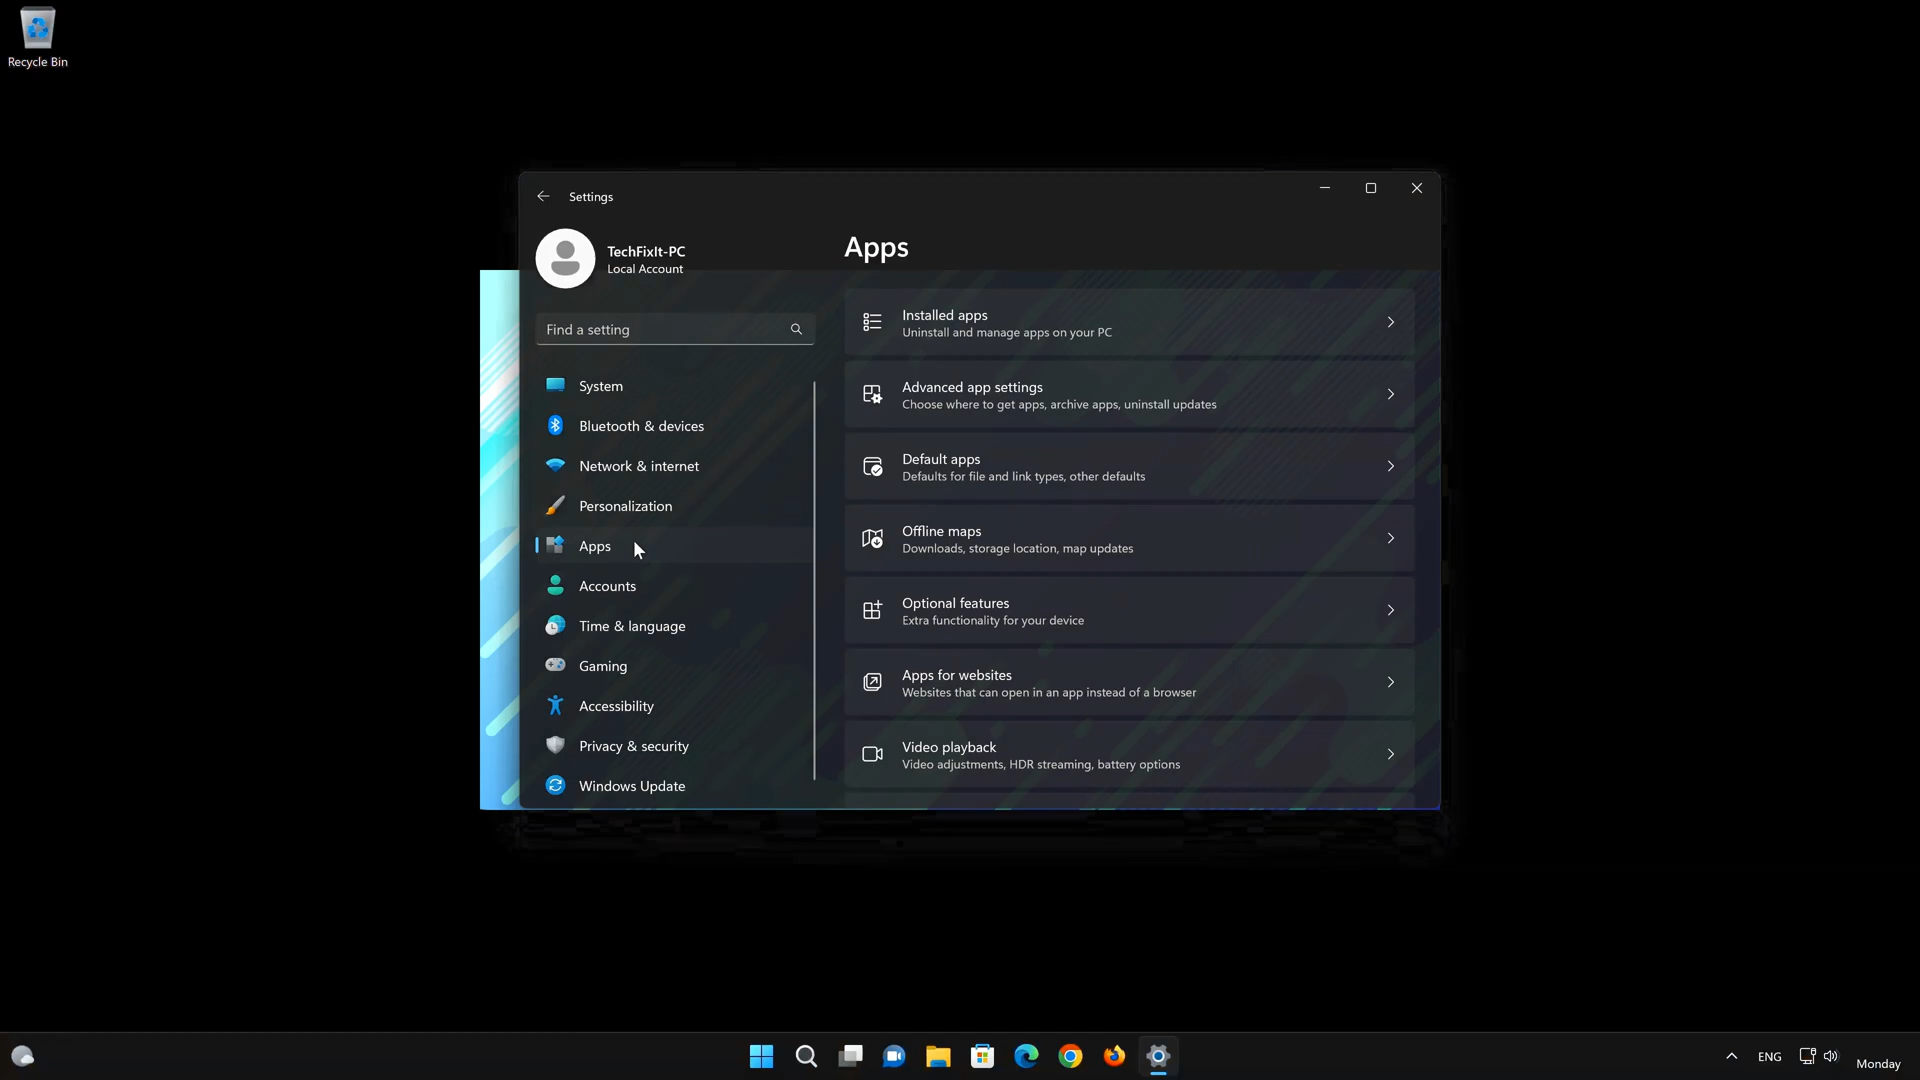 Recycle Bin
Settings
TechFixIt-PC
Local Account
Find a setting
System
Bluetooth & devices
Network & internet
Personalization
Apps
Accounts
Time & language
Gaming
Accessibility
Privacy & security
Windows Update
Apps
Installed apps
Uninstall and manage apps on your PC
Advanced app settings
Choose where to get apps, archive apps, uninstall updates
Default apps
Defaults for file and link types, other defaults
Offline maps
Downloads, storage location, map updates
Optional features
Extra functionality for your device
Apps for websites
Websites that can open in an app instead of a browser
Video playback
Video adjustments, HDR streaming, battery options
ENG
Monday